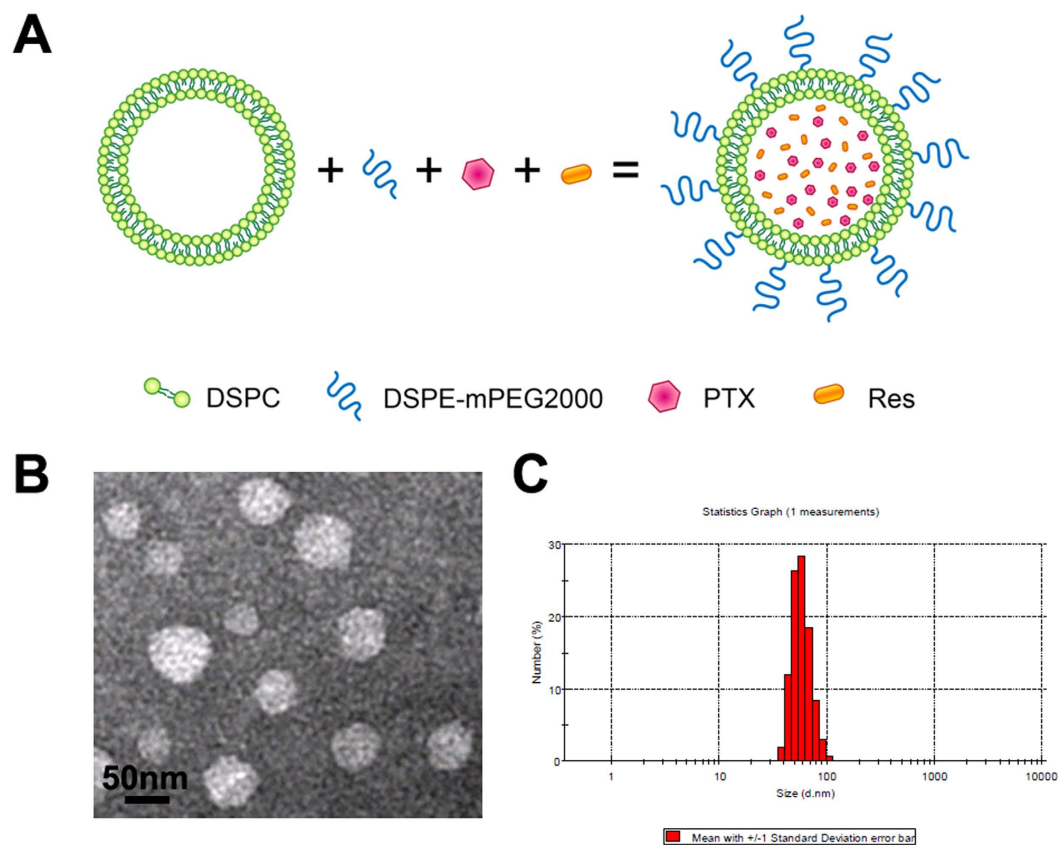 A
+ + + =
DSPC DSPE-mPEG2000 PTX Res
B
50nm
C
Statistics Graph (1 measurements)
Number (%)
30
20
10
0
1 10 100 1000 10000
Size (d.nm)
Mean with +/-1 Standard Deviation error bar